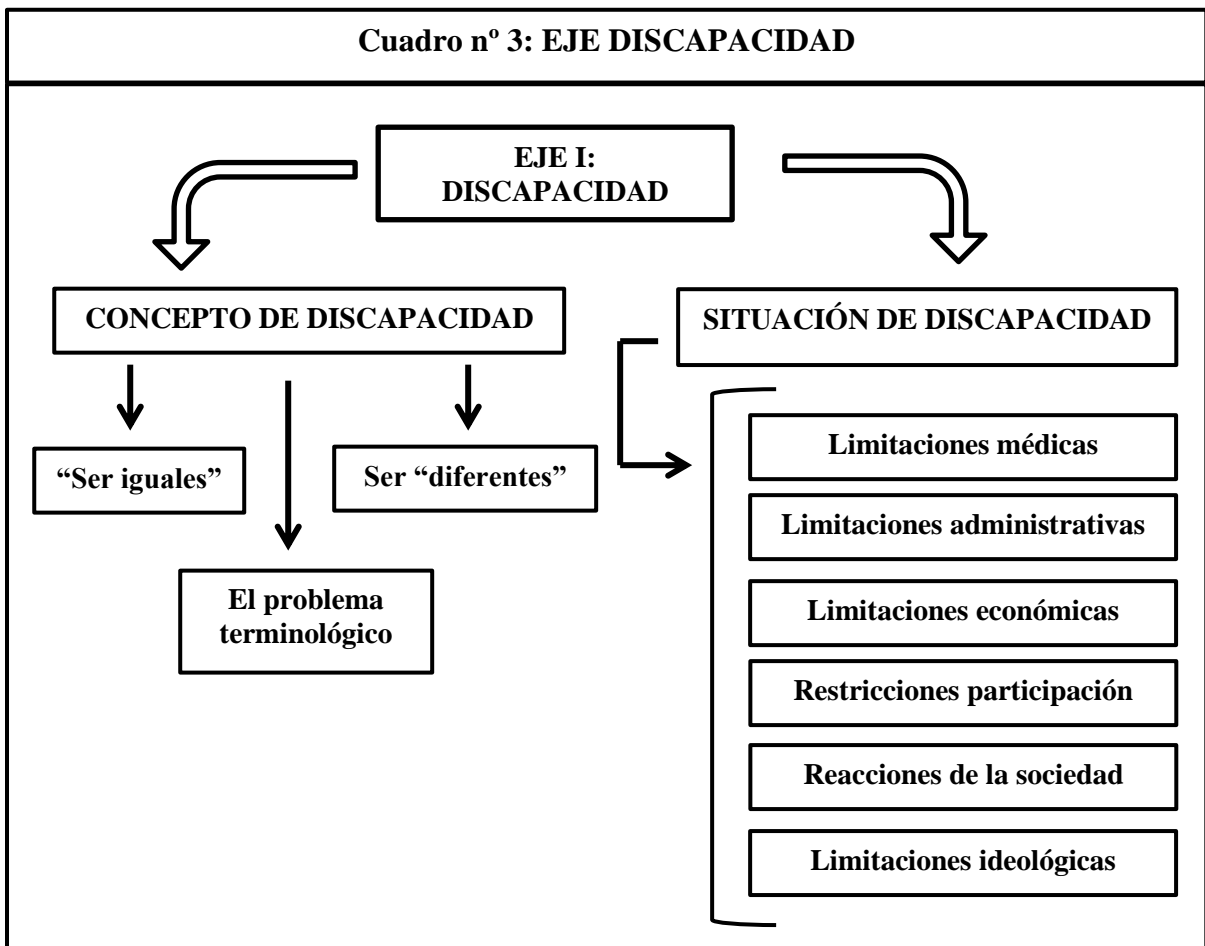 Cuadro nº 3: EJE DISCAPACIDAD
EJE I:
DISCAPACIDAD
CONCEPTO DE DISCAPACIDAD
“Ser iguales”
Ser “diferentes”
El problema
terminológico
SITUACIÓN DE DISCAPACIDAD
Limitaciones médicas
Limitaciones administrativas
Limitaciones económicas
Restricciones participación
Reacciones de la sociedad
Limitaciones ideológicas